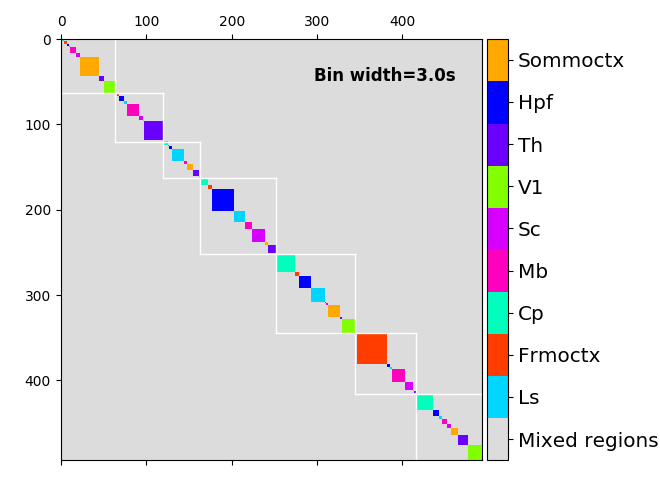 0 100 200 300 400
0
100
200
300
400
Bin width=3.0s
Sommoctx
Hpf
Th
V1
Sc
Mb
Cp
Frmoctx
Ls
Mixed regions